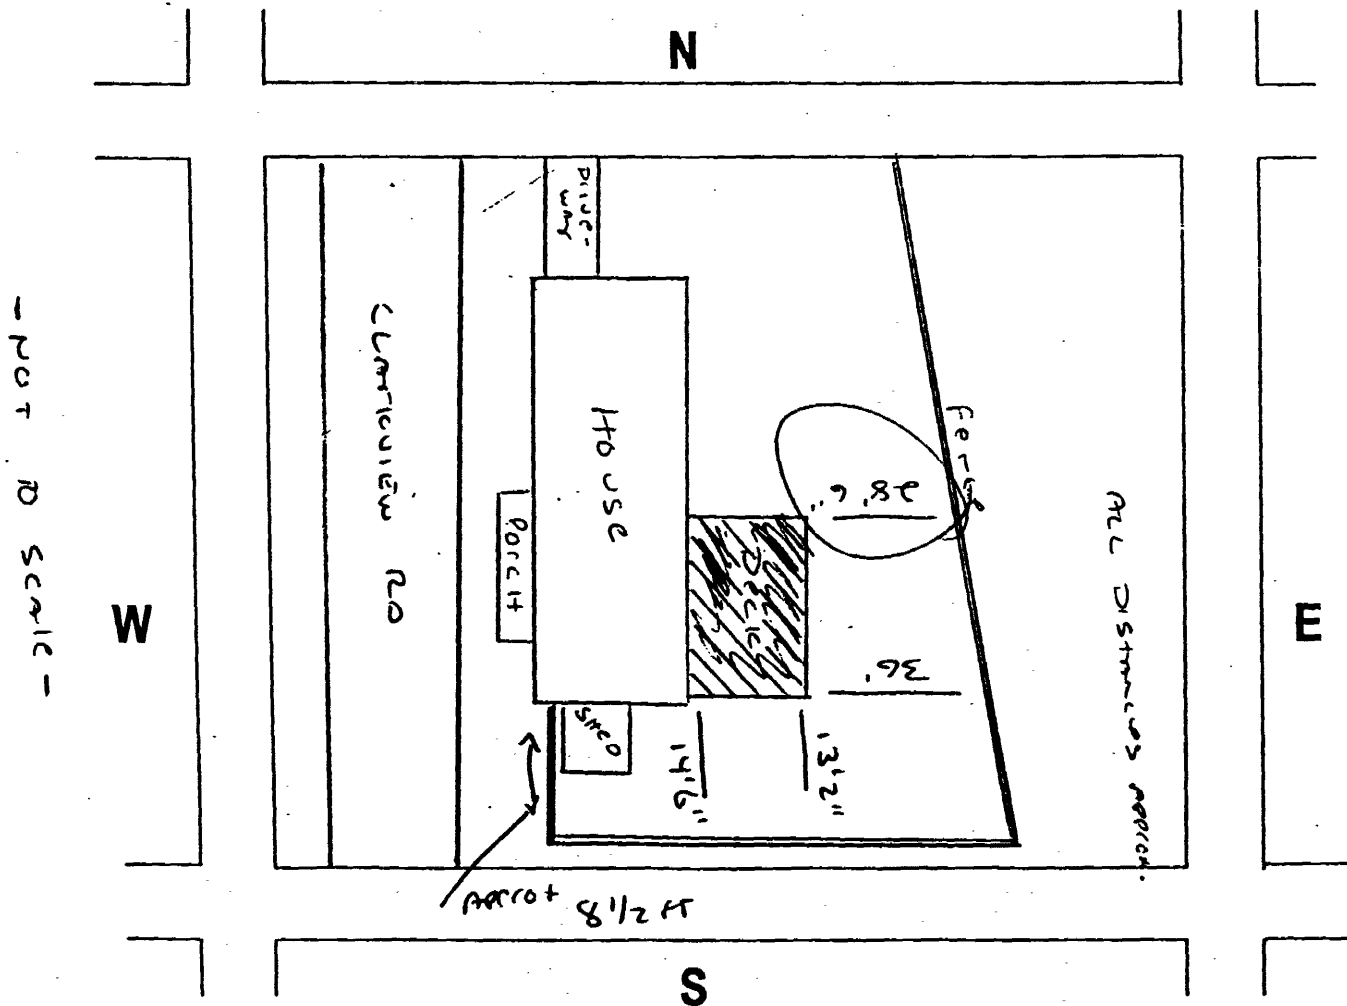 N
DRIVE-
WAY
- NOT TO SCALE -
CLARKVIEW RD
House
Fence
28' 6"
PORCH
Deck
ALL DISTANCES APPROX.
W
E
36'
SHED
14'6"
13'2"
Approx 8 1/2 FT
S